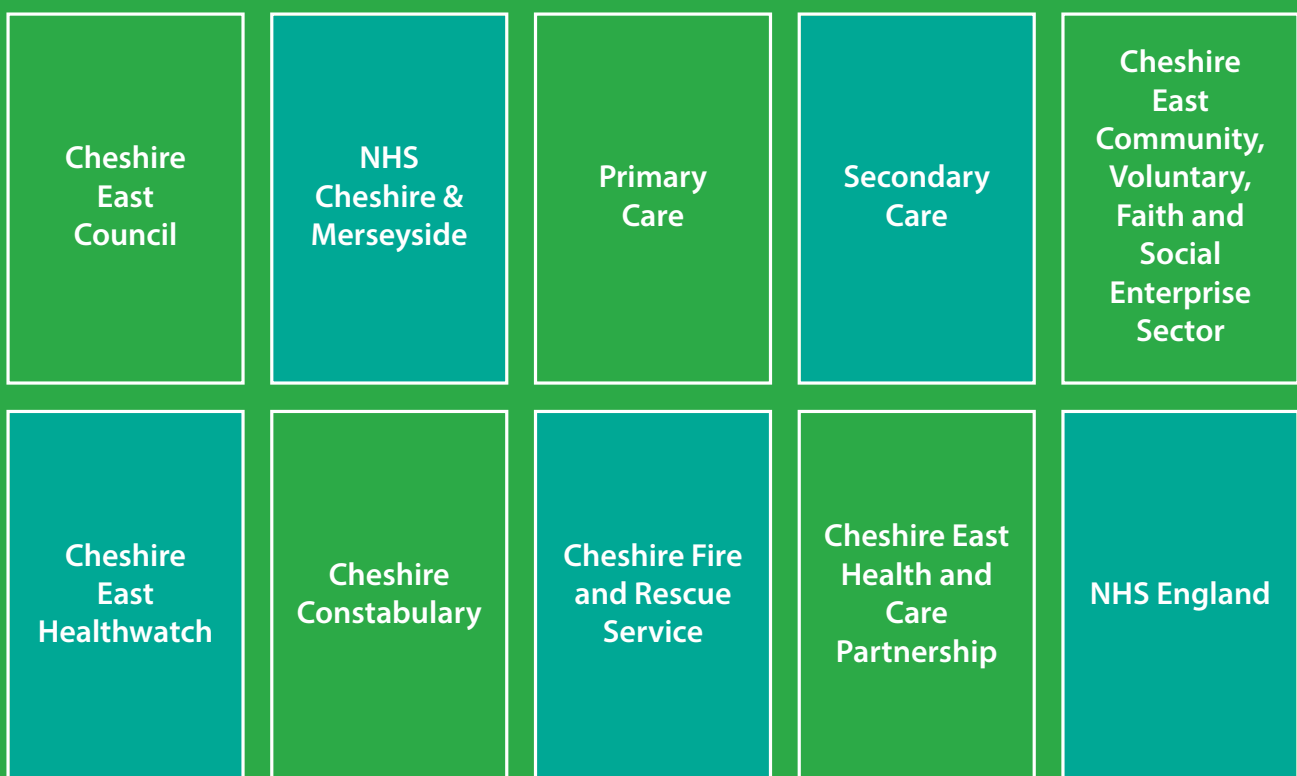 Cheshire
East
Council
NHS
Cheshire &
Merseyside
Primary
Care
Secondary
Care
Cheshire
East
Community,
Voluntary,
Faith and
Social
Enterprise
Sector
Cheshire
East
Healthwatch
Cheshire
Constabulary
Cheshire Fire
and Rescue
Service
Cheshire East
Health and
Care
Partnership
NHS England